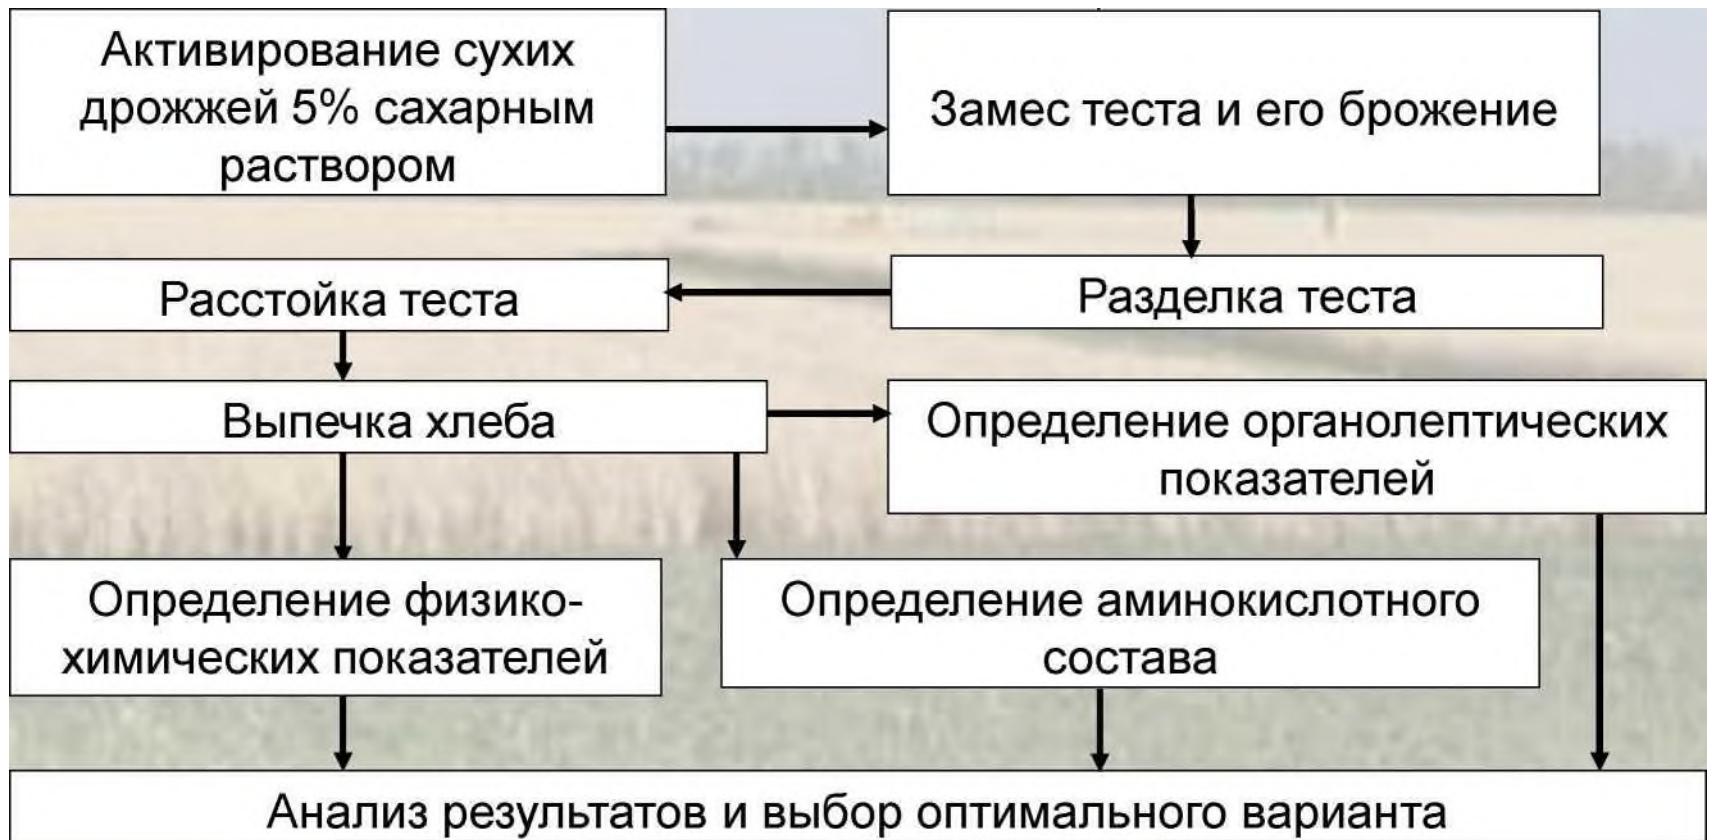 Активирование сухих
дрожжей 5% сахарным
раствором
Замес теста и его брожение
Расстойка теста
Разделка теста
Выпечка хлеба
Определение органолептических
показателей
Определение физико-
химических показателей
Определение аминокислотного
состава
Анализ результатов и выбор оптимального варианта